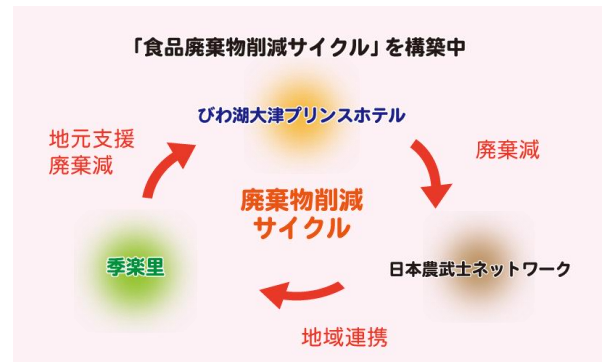 「食品廃棄物削減サイクル」を構築中
びわ湖大津プリンスホテル
地元支援
廃棄減
廃棄減
廃棄物削減
サイクル
季楽里
日本農武士ネットワーク
地域連携